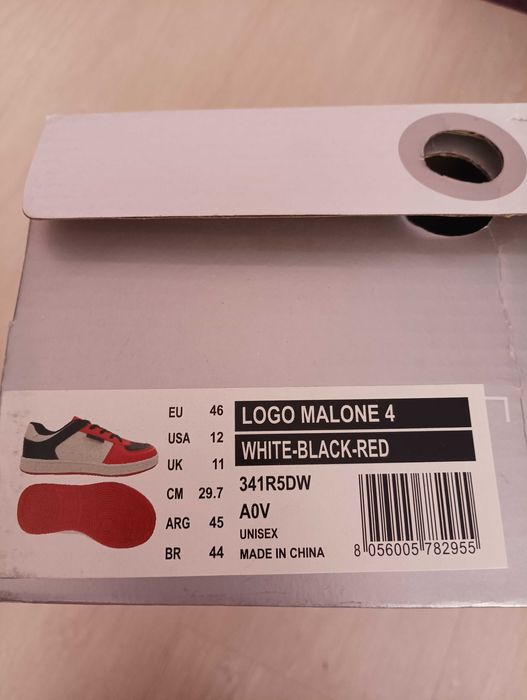 EU 46
USA 12
UK 11
CM 29.7
ARG 45
BR 44
LOGO MALONE 4
WHITE-BLACK-RED
341R5DW
A0V
UNISEX
MADE IN CHINA
8 056005 782955